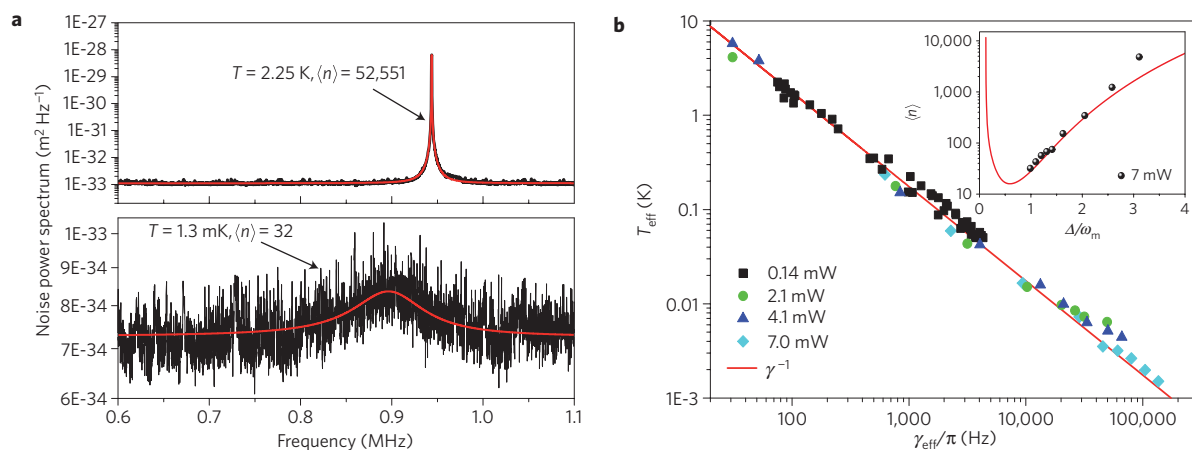 a
1E-27
1E-28
1E-29
1E-30
1E-31
1E-32
1E-33
T = 2.25 K, ⟨n⟩ = 52,551
Noise power spectrum (m² Hz⁻¹)
1E-33
9E-34
8E-34
7E-34
6E-34
T = 1.3 mK, ⟨n⟩ = 32
0.6 0.7 0.8 0.9 1.0 1.1
Frequency (MHz)
b
10
1
0.1
0.01
1E-3
T_eff (K)
100 1,000 10,000 100,000
γ_eff/π (Hz)
0.14 mW
2.1 mW
4.1 mW
7.0 mW
γ⁻¹
10,000
1,000
100
10
⟨n⟩
7 mW
0 1 2 3 4
Δ/ω_m